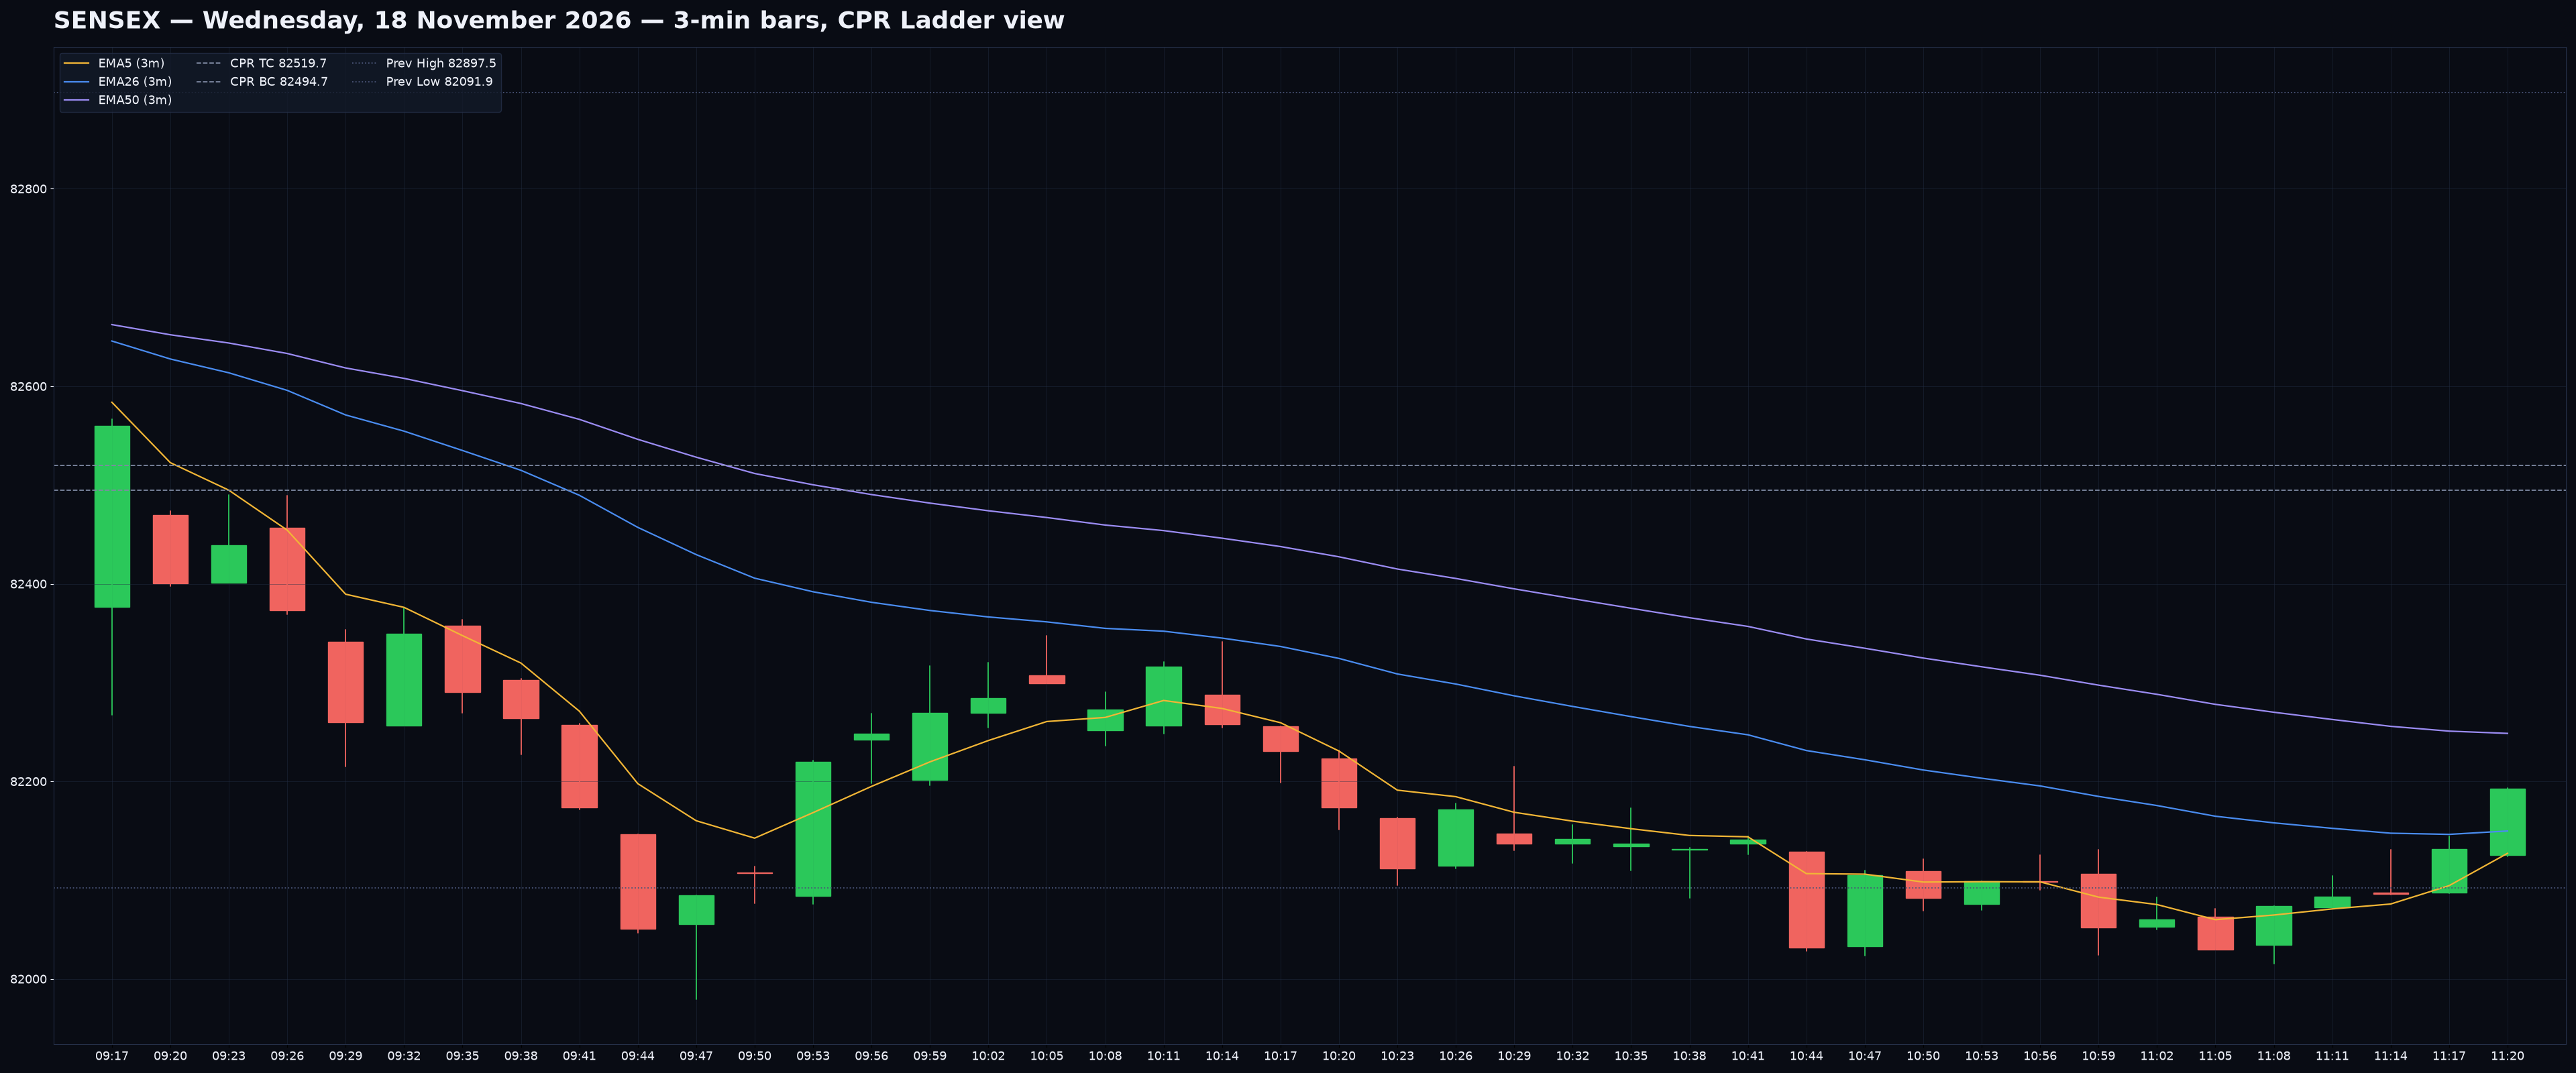 SENSEX — Wednesday, 18 November 2026 — 3-min bars, CPR Ladder view
EMA5 (3m) CPR TC 82519.7 Prev High 82897.5
EMA26 (3m) CPR BC 82494.7 Prev Low 82091.9
EMA50 (3m)
82800
82600
82400
82200
82000
09:17 09:20 09:23 09:26 09:29 09:32 09:35 09:38 09:41 09:44 09:47 09:50 09:53 09:56 09:59 10:02 10:05 10:08 10:11 10:14 10:17 10:20 10:23 10:26 10:29 10:32 10:35 10:38 10:41 10:44 10:47 10:50 10:53 10:56 10:59 11:02 11:05 11:08 11:11 11:14 11:17 11:20